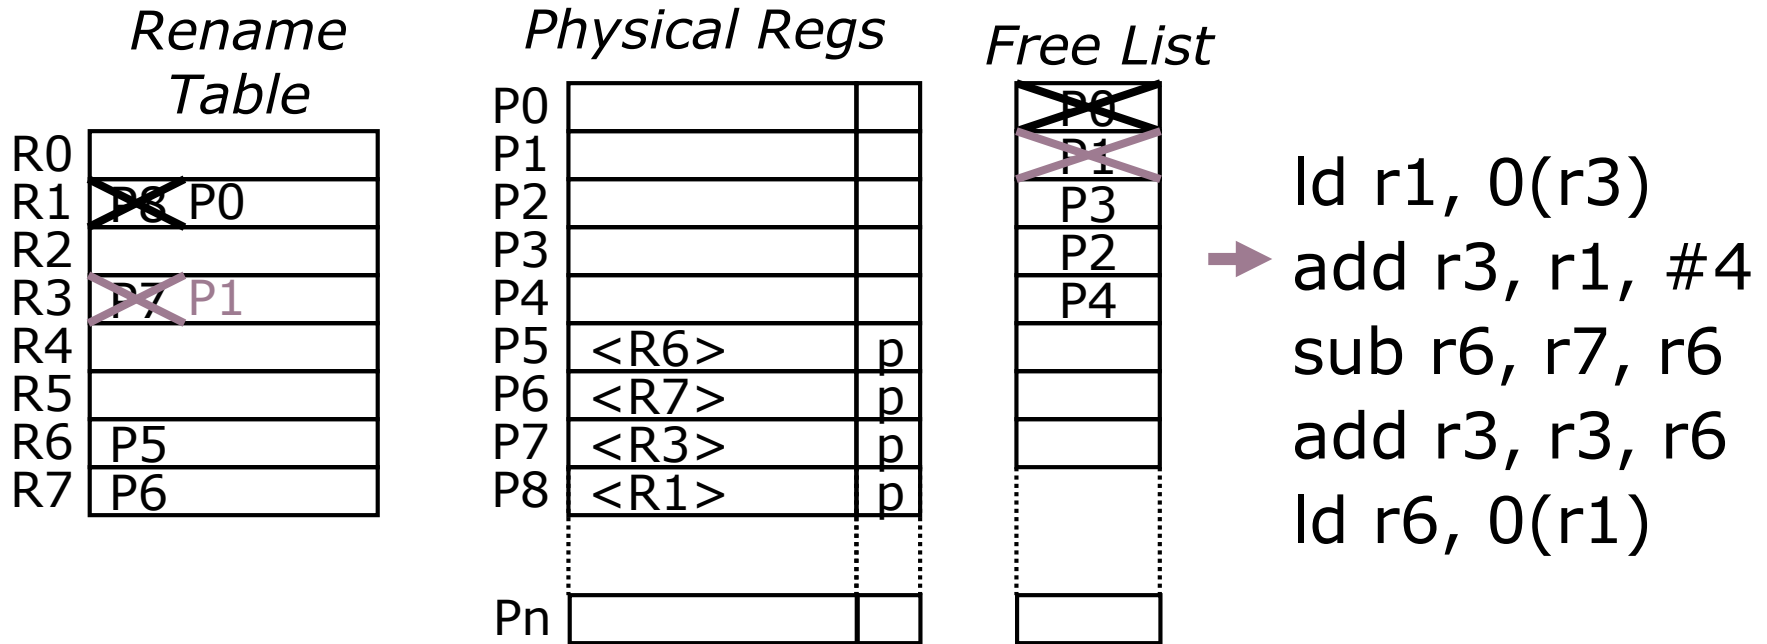 Rename
Table
R0
R1 P8 P0
R2
R3 P7 P1
R4
R5
R6 P5
R7 P6
Physical Regs
P0
P1
P2
P3
P4
P5 <R6> p
P6 <R7> p
P7 <R3> p
P8 <R1> p
Pn
Free List
P0
P1
P3
P2
P4
ld r1, 0(r3)
add r3, r1, #4
sub r6, r7, r6
add r3, r3, r6
ld r6, 0(r1)